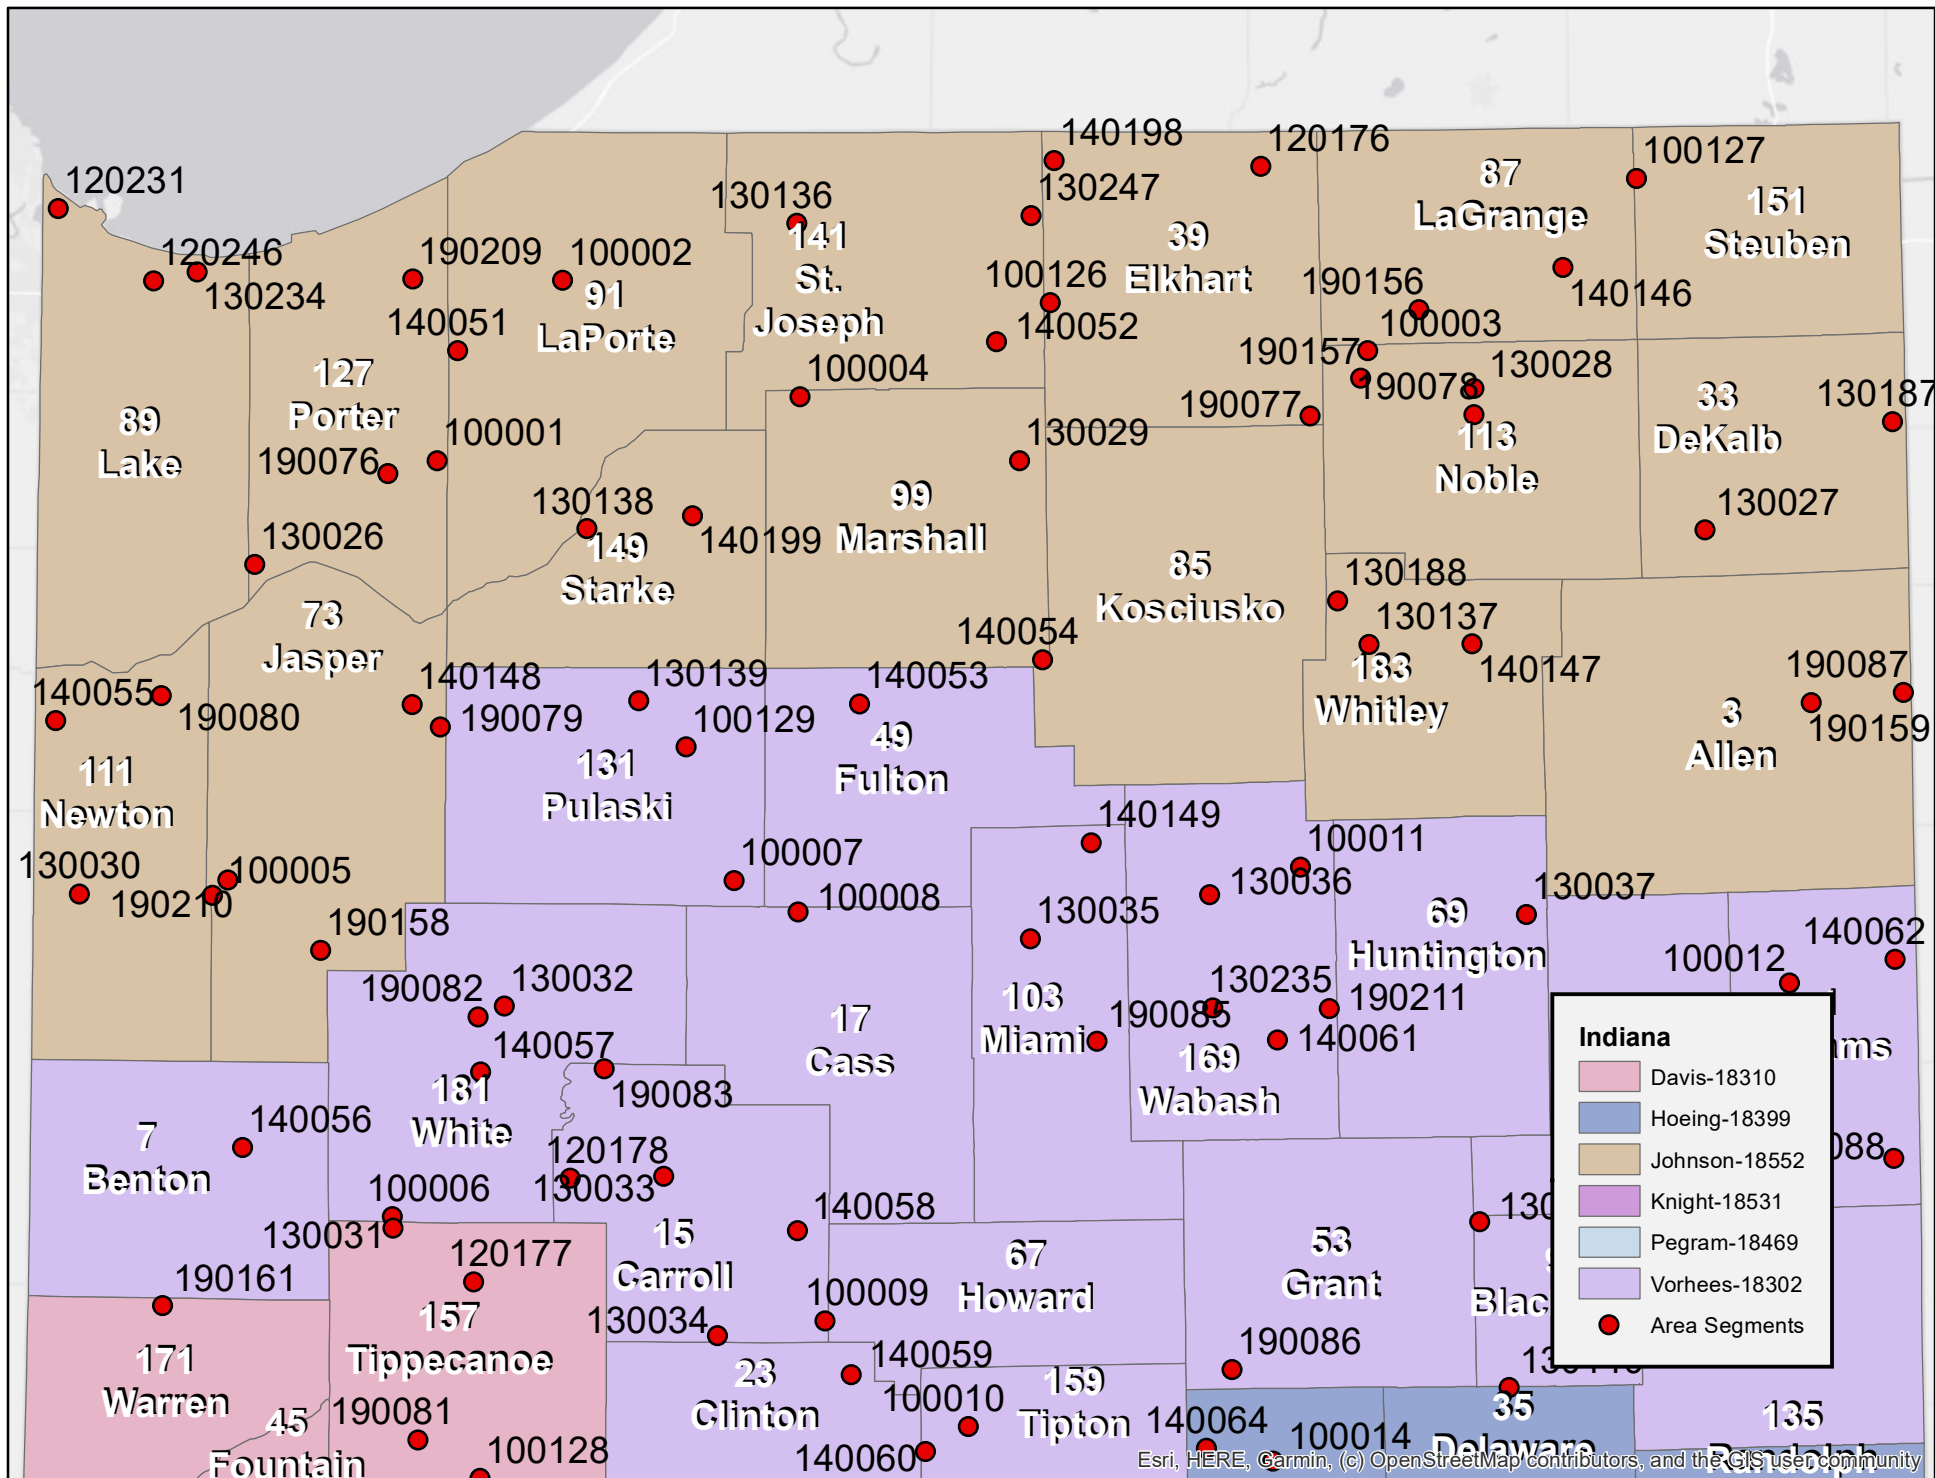 140198
120176
100127
120231
130136
130247
87
LaGrange
151
Steuben
120246
130234
190209
100002
141
St.
Joseph
39
Elkhart
100126
140052
190156
100003
140146
140051
91
LaPorte
100004
190157
190078
130028
190077
127
Porter
89
Lake
33
DeKalb
130187
100001
190076
130029
113
Noble
130138
140199
99
Marshall
130027
130026
149
Starke
85
Kosciusko
130188
130137
73
Jasper
140054
183
Whitley
140147
190087
190159
140055
190080
140148
190079
130139
100129
140053
49
Fulton
3
Allen
111
Newton
131
Pulaski
140149
100011
130030
190210
100005
100007
100008
130036
130037
190158
130035
69
Huntington
140062
100012
190082
130032
103
Miami
130235
190085
190211
140061
17
Cass
140057
181
White
190083
169
Wabash
ms
7
Benton
140056
120178
130033
088
100006
130031
140058
120177
15
Carroll
67
Howard
53
Grant
130
Blac
190161
100009
157
Tippecanoe
130034
171
Warren
140059
23
Clinton
159
Tipton
190086
45
Fountain
190081
100128
100010
140060
140064
100014
35
Delaware
135
Randolph
Indiana
Davis-18310
Hoeing-18399
Johnson-18552
Knight-18531
Pegram-18469
Vorhees-18302
Area Segments
Esri, HERE, Garmin, (c) OpenStreetMap contributors, and the GIS user community